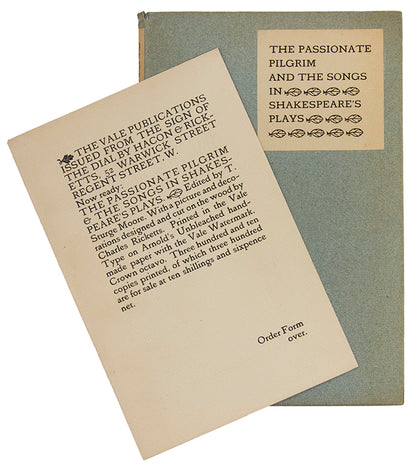 THE PASSIONATE
PILGRIM
AND THE SONGS
IN
SHAKESPEARE'S
PLAYS
THE VALE PUBLICATIONS
ISSUED FROM THE SIGN OF
THE DIAL BY HACON & RICK-
ETTS, 52 WARWICK STREET
REGENT STREET, W.
Now ready:
THE PASSIONATE PILGRIM
& THE SONGS IN SHAKES-
PEARE'S PLAYS. Edited by T.
Sturge Moore. With a picture and deco-
rations designed and cut on the wood by
Charles Ricketts. Printed in the Vale
Type on Arnold's Unbleached hand-
made paper with the Vale Watermark.
Crown octavo. Three hundred and ten
copies printed, of which three hundred
are for sale at ten shillings and sixpence
net.
Order Form
over.